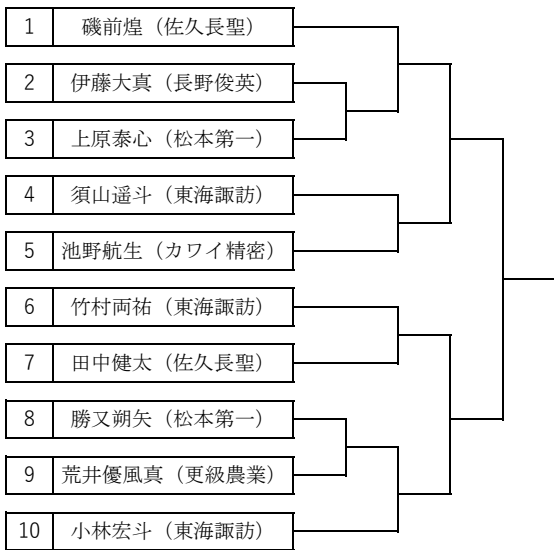 1 磯前煌（佐久長聖）
2 伊藤大真（長野俊英）
3 上原泰心（松本第一）
4 須山遥斗（東海諏訪）
5 池野航生（カワイ精密）
6 竹村両祐（東海諏訪）
7 田中健太（佐久長聖）
8 勝又朔矢（松本第一）
9 荒井優風真（更級農業）
10 小林宏斗（東海諏訪）